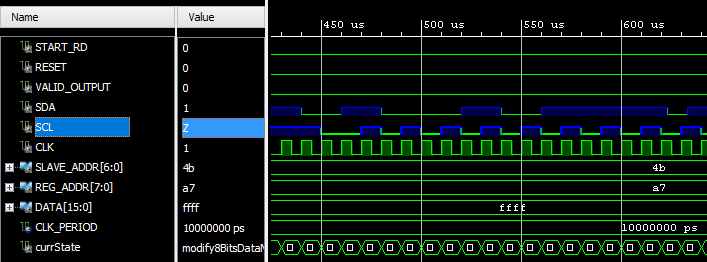 Name Value
450 us 500 us 550 us 600 us
START_RD 0
RESET 0
VALID_OUTPUT 0
SDA 1
SCL Z
CLK 1
SLAVE_ADDR[6:0] 4b 4b
REG_ADDR[7:0] a7 a7
DATA[15:0] ffff ffff
CLK_PERIOD 10000000 ps 10000000 ps
currState modify8BitsDataM